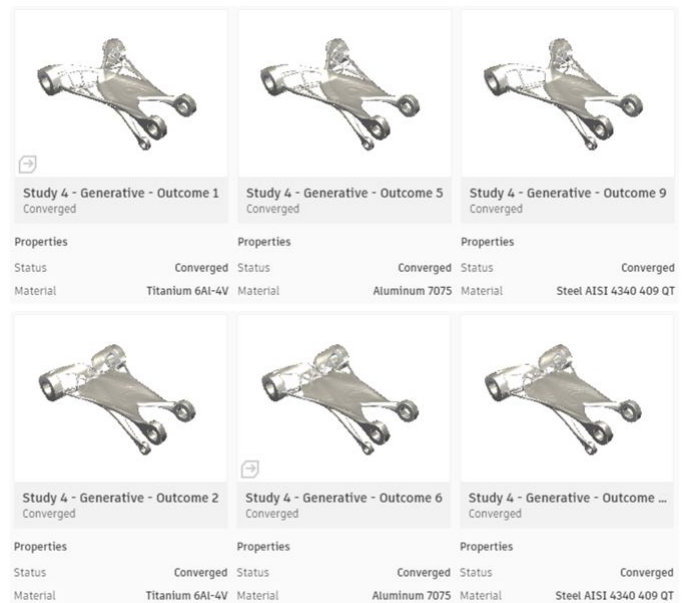 Study 4 - Generative - Outcome 1
Converged
Properties
Status Converged
Material Titanium 6Al-4V
Study 4 - Generative - Outcome 5
Converged
Properties
Status Converged
Material Aluminum 7075
Study 4 - Generative - Outcome 9
Converged
Properties
Status Converged
Material Steel AISI 4340 409 QT
Study 4 - Generative - Outcome 2
Converged
Properties
Status Converged
Material Titanium 6Al-4V
Study 4 - Generative - Outcome 6
Converged
Properties
Status Converged
Material Aluminum 7075
Study 4 - Generative - Outcome ...
Converged
Properties
Status Converged
Material Steel AISI 4340 409 QT